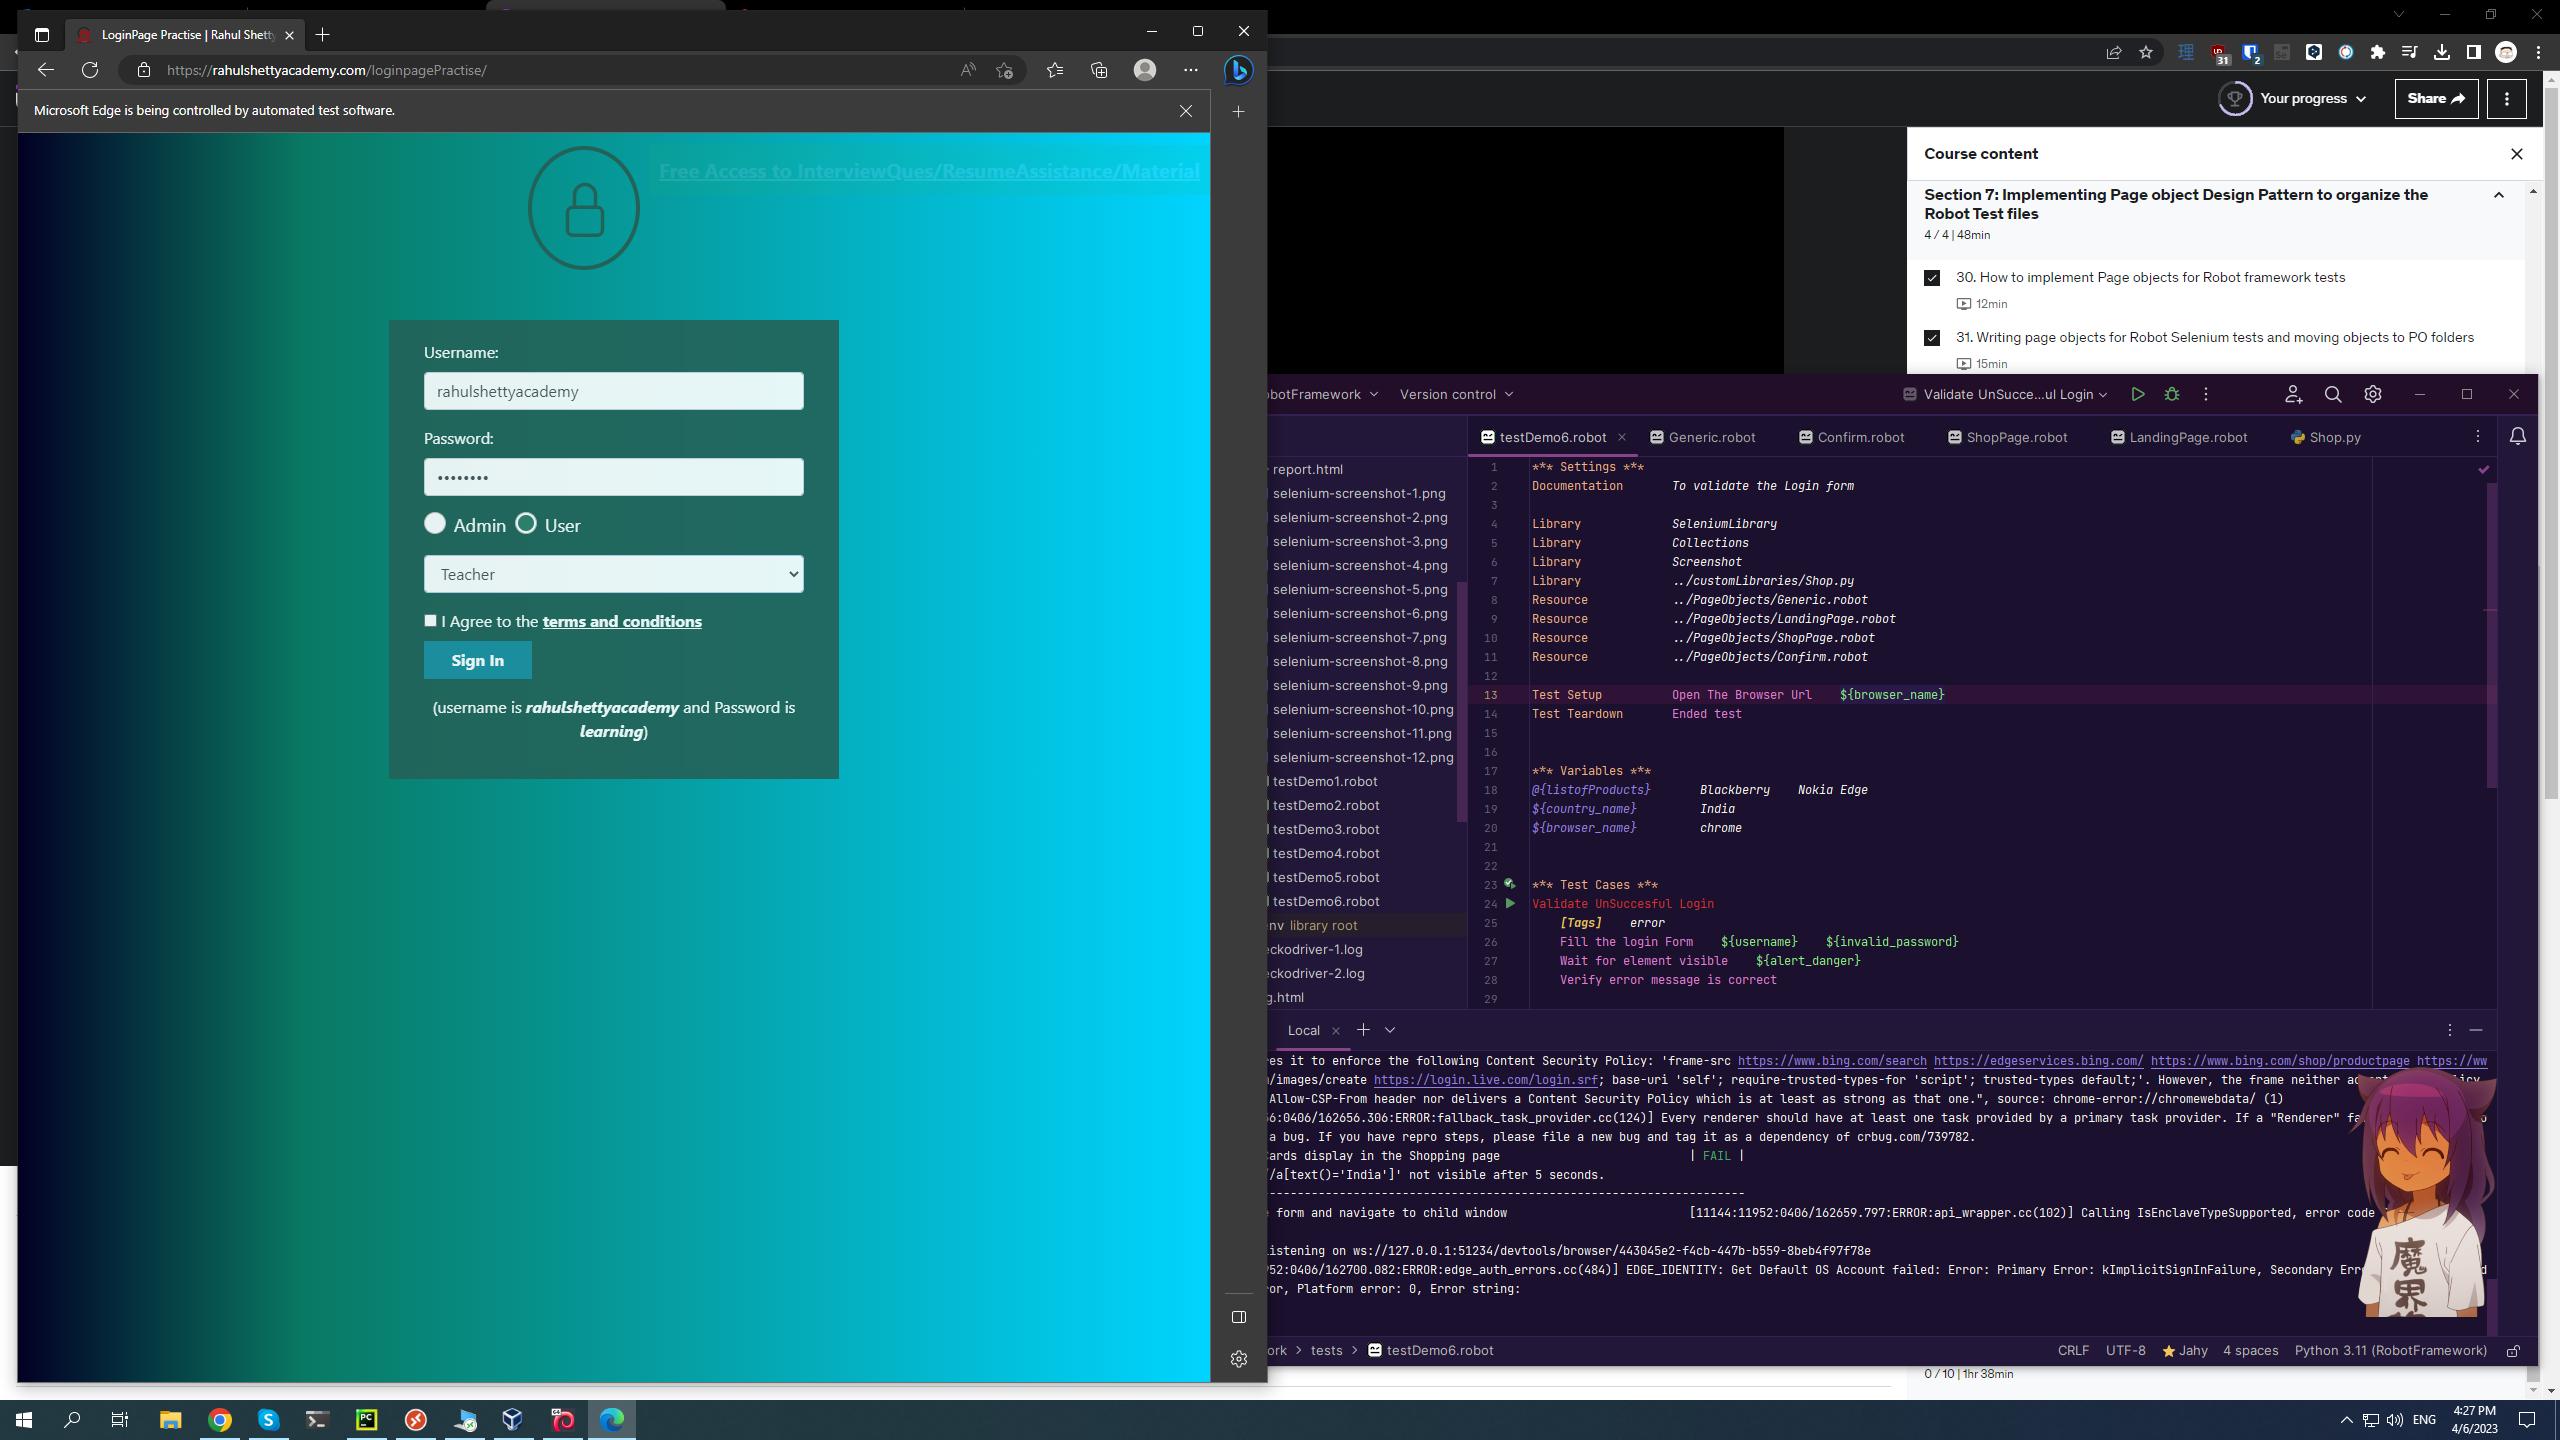 LoginPage Practise | Rahul Shetty
https://rahulshettyacademy.com/loginpagePractise/
Microsoft Edge is being controlled by automated test software.
Free Access to InterviewQues/ResumeAssistance/Material
Username:
rahulshettyacademy
Password:
••••••••
Admin User
Teacher
I Agree to the terms and conditions
Sign In
(username is rahulshettyacademy and Password is
learning)
31
2
Your progress
Share
Course content
Section 7: Implementing Page object Design Pattern to organize the
Robot Test files
4 / 4 | 48min
30. How to implement Page objects for Robot framework tests
12min
31. Writing page objects for Robot Selenium tests and moving objects to PO folders
15min
botFramework Version control Validate UnSucce...ul Login
testDemo6.robot Generic.robot Confirm.robot ShopPage.robot LandingPage.robot Shop.py
report.html
selenium-screenshot-1.png
selenium-screenshot-2.png
selenium-screenshot-3.png
selenium-screenshot-4.png
selenium-screenshot-5.png
selenium-screenshot-6.png
selenium-screenshot-7.png
selenium-screenshot-8.png
selenium-screenshot-9.png
selenium-screenshot-10.png
selenium-screenshot-11.png
selenium-screenshot-12.png
testDemo1.robot
testDemo2.robot
testDemo3.robot
testDemo4.robot
testDemo5.robot
testDemo6.robot
env library root
eckodriver-1.log
eckodriver-2.log
g.html
1 *** Settings ***
2 Documentation To validate the Login form
3
4 Library SeleniumLibrary
5 Library Collections
6 Library Screenshot
7 Library ../customLibraries/Shop.py
8 Resource ../PageObjects/Generic.robot
9 Resource ../PageObjects/LandingPage.robot
10 Resource ../PageObjects/ShopPage.robot
11 Resource ../PageObjects/Confirm.robot
12
13 Test Setup Open The Browser Url ${browser_name}
14 Test Teardown Ended test
15
16
17 *** Variables ***
18 @{listofProducts} Blackberry Nokia Edge
19 ${country_name} India
20 ${browser_name} chrome
21
22
23 *** Test Cases ***
24 Validate UnSuccesful Login
25 [Tags] error
26 Fill the login Form ${username} ${invalid_password}
27 Wait for element visible ${alert_danger}
28 Verify error message is correct
29
Local
res it to enforce the following Content Security Policy: 'frame-src https://www.bing.com/search https://edgeservices.bing.com/ https://www.bing.com/shop/productpage https://ww
/images/create https://login.live.com/login.srf; base-uri 'self'; require-trusted-types-for 'script'; trusted-types default;'. However, the frame neither
Allow-CSP-From header nor delivers a Content Security Policy which is at least as strong as that one.", source: chrome-error://chromewebdata/ (1)
6:0406/162656.306:ERROR:fallback_task_provider.cc(124)] Every renderer should have at least one task provided by a primary task provider. If a "Renderer"
a bug. If you have repro steps, please file a new bug and tag it as a dependency of crbug.com/739782.
Cards display in the Shopping page | FAIL |
//a[text()='India']' not visible after 5 seconds.
------------------------------------------------------------------
form and navigate to child window [11144:11952:0406/162659.797:ERROR:api_wrapper.cc(102)] Calling IsEnclaveTypeSupported, error code
istening on ws://127.0.0.1:51234/devtools/browser/443045e2-f4cb-447b-b559-8beb4f97f78e
952:0406/162700.082:ERROR:edge_auth_errors.cc(484)] EDGE_IDENTITY: Get Default OS Account failed: Error: Primary Error: kImplicitSignInFailure, Secondary
or, Platform error: 0, Error string:
魔界
ork > tests > testDemo6.robot
CRLF UTF-8 Jahy 4 spaces Python 3.11 (RobotFramework)
0 / 10 | 1hr 38min
ENG
4:27 PM
4/6/2023